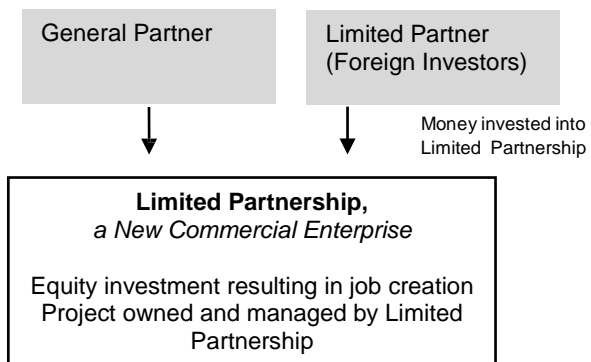 General Partner
Limited Partner
(Foreign Investors)
Money invested into
Limited Partnership
Limited Partnership,
a New Commercial Enterprise
Equity investment resulting in job creation
Project owned and managed by Limited
Partnership